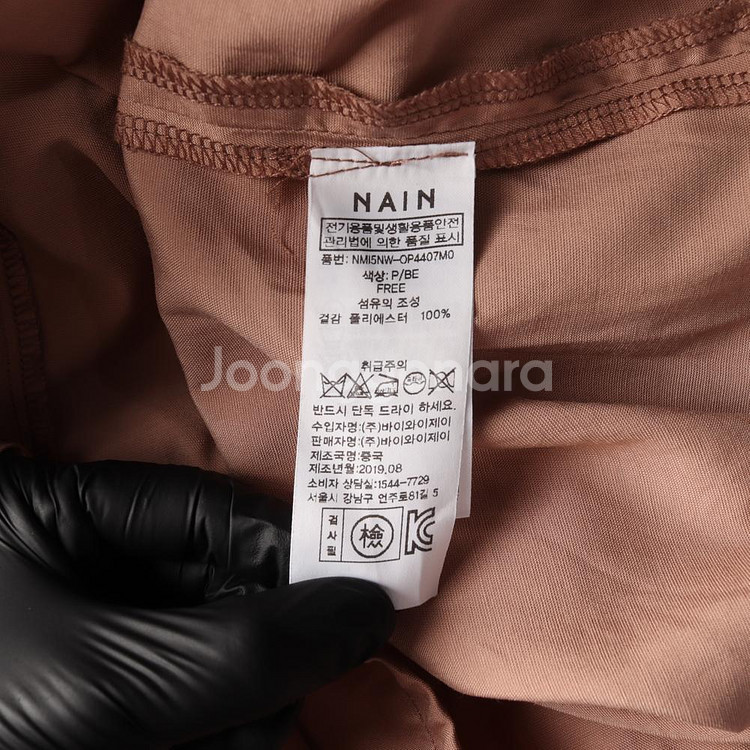 NAIN
전기용품및생활용품안전
관리법에 의한 품질 표시
품번: NMI5NW-OP4407M0
색상: P/BE
FREE
섬유의 조성
겉감 폴리에스터 100%
취급주의
Joonggonara
반드시 단독 드라이 하세요.
수입자명:(주)바이와이제이
판매자명:(주)바이와이제이
제조국명:중국
제조년월:2019.08
소비자 상담실:1544-7729
서울시 강남구 언주로81길 5
검사필
檢
KC